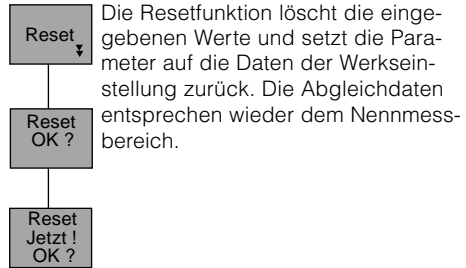 Reset
Die Resetfunktion löscht die einge-
gebenen Werte und setzt die Para-
meter auf die Daten der Werksein-
stellung zurück. Die Abgleichdaten
entsprechen wieder dem Nennmess-
bereich.
Reset
OK ?
Reset
Jetzt !
OK ?